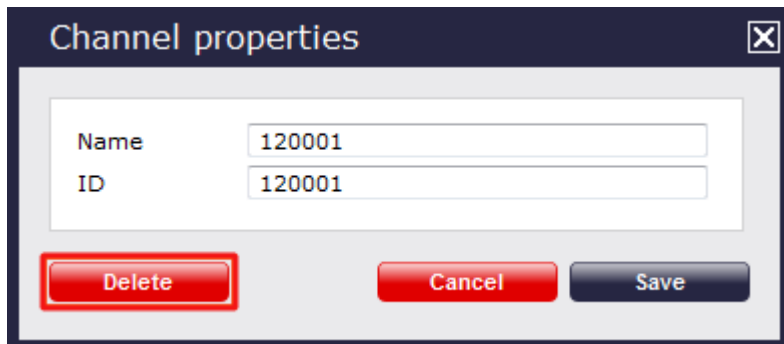 Channel properties
Name 120001
ID 120001
Delete Cancel Save